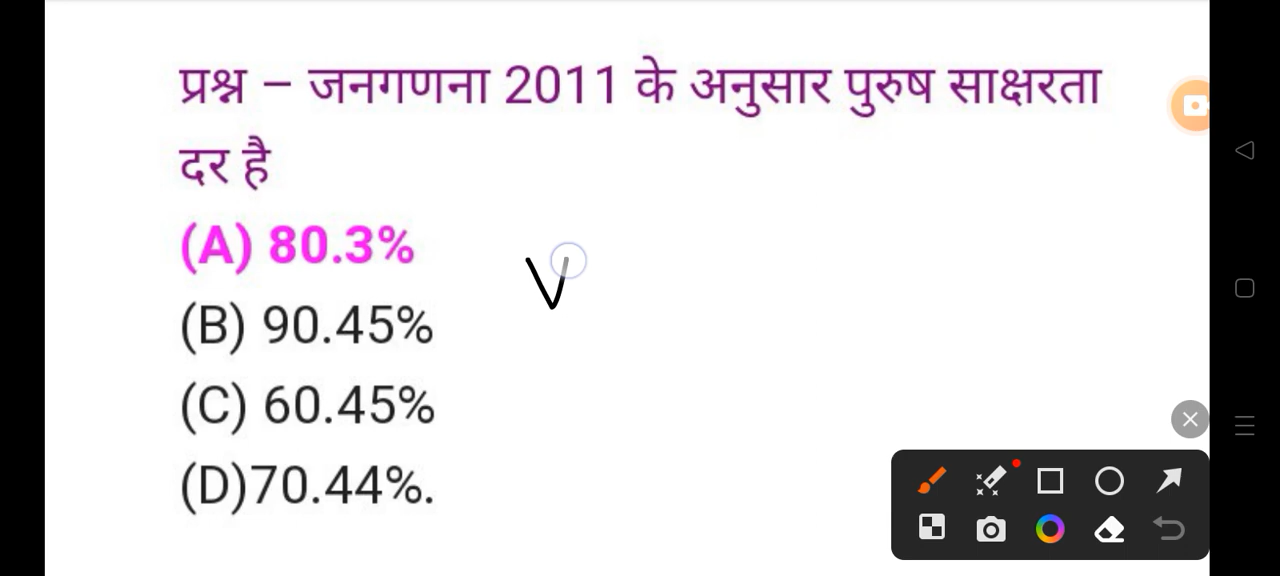 प्रश्न – जनगणना 2011 के अनुसार पुरुष साक्षरता
दर है
(A) 80.3%
(B) 90.45%
(C) 60.45%
(D)70.44%.